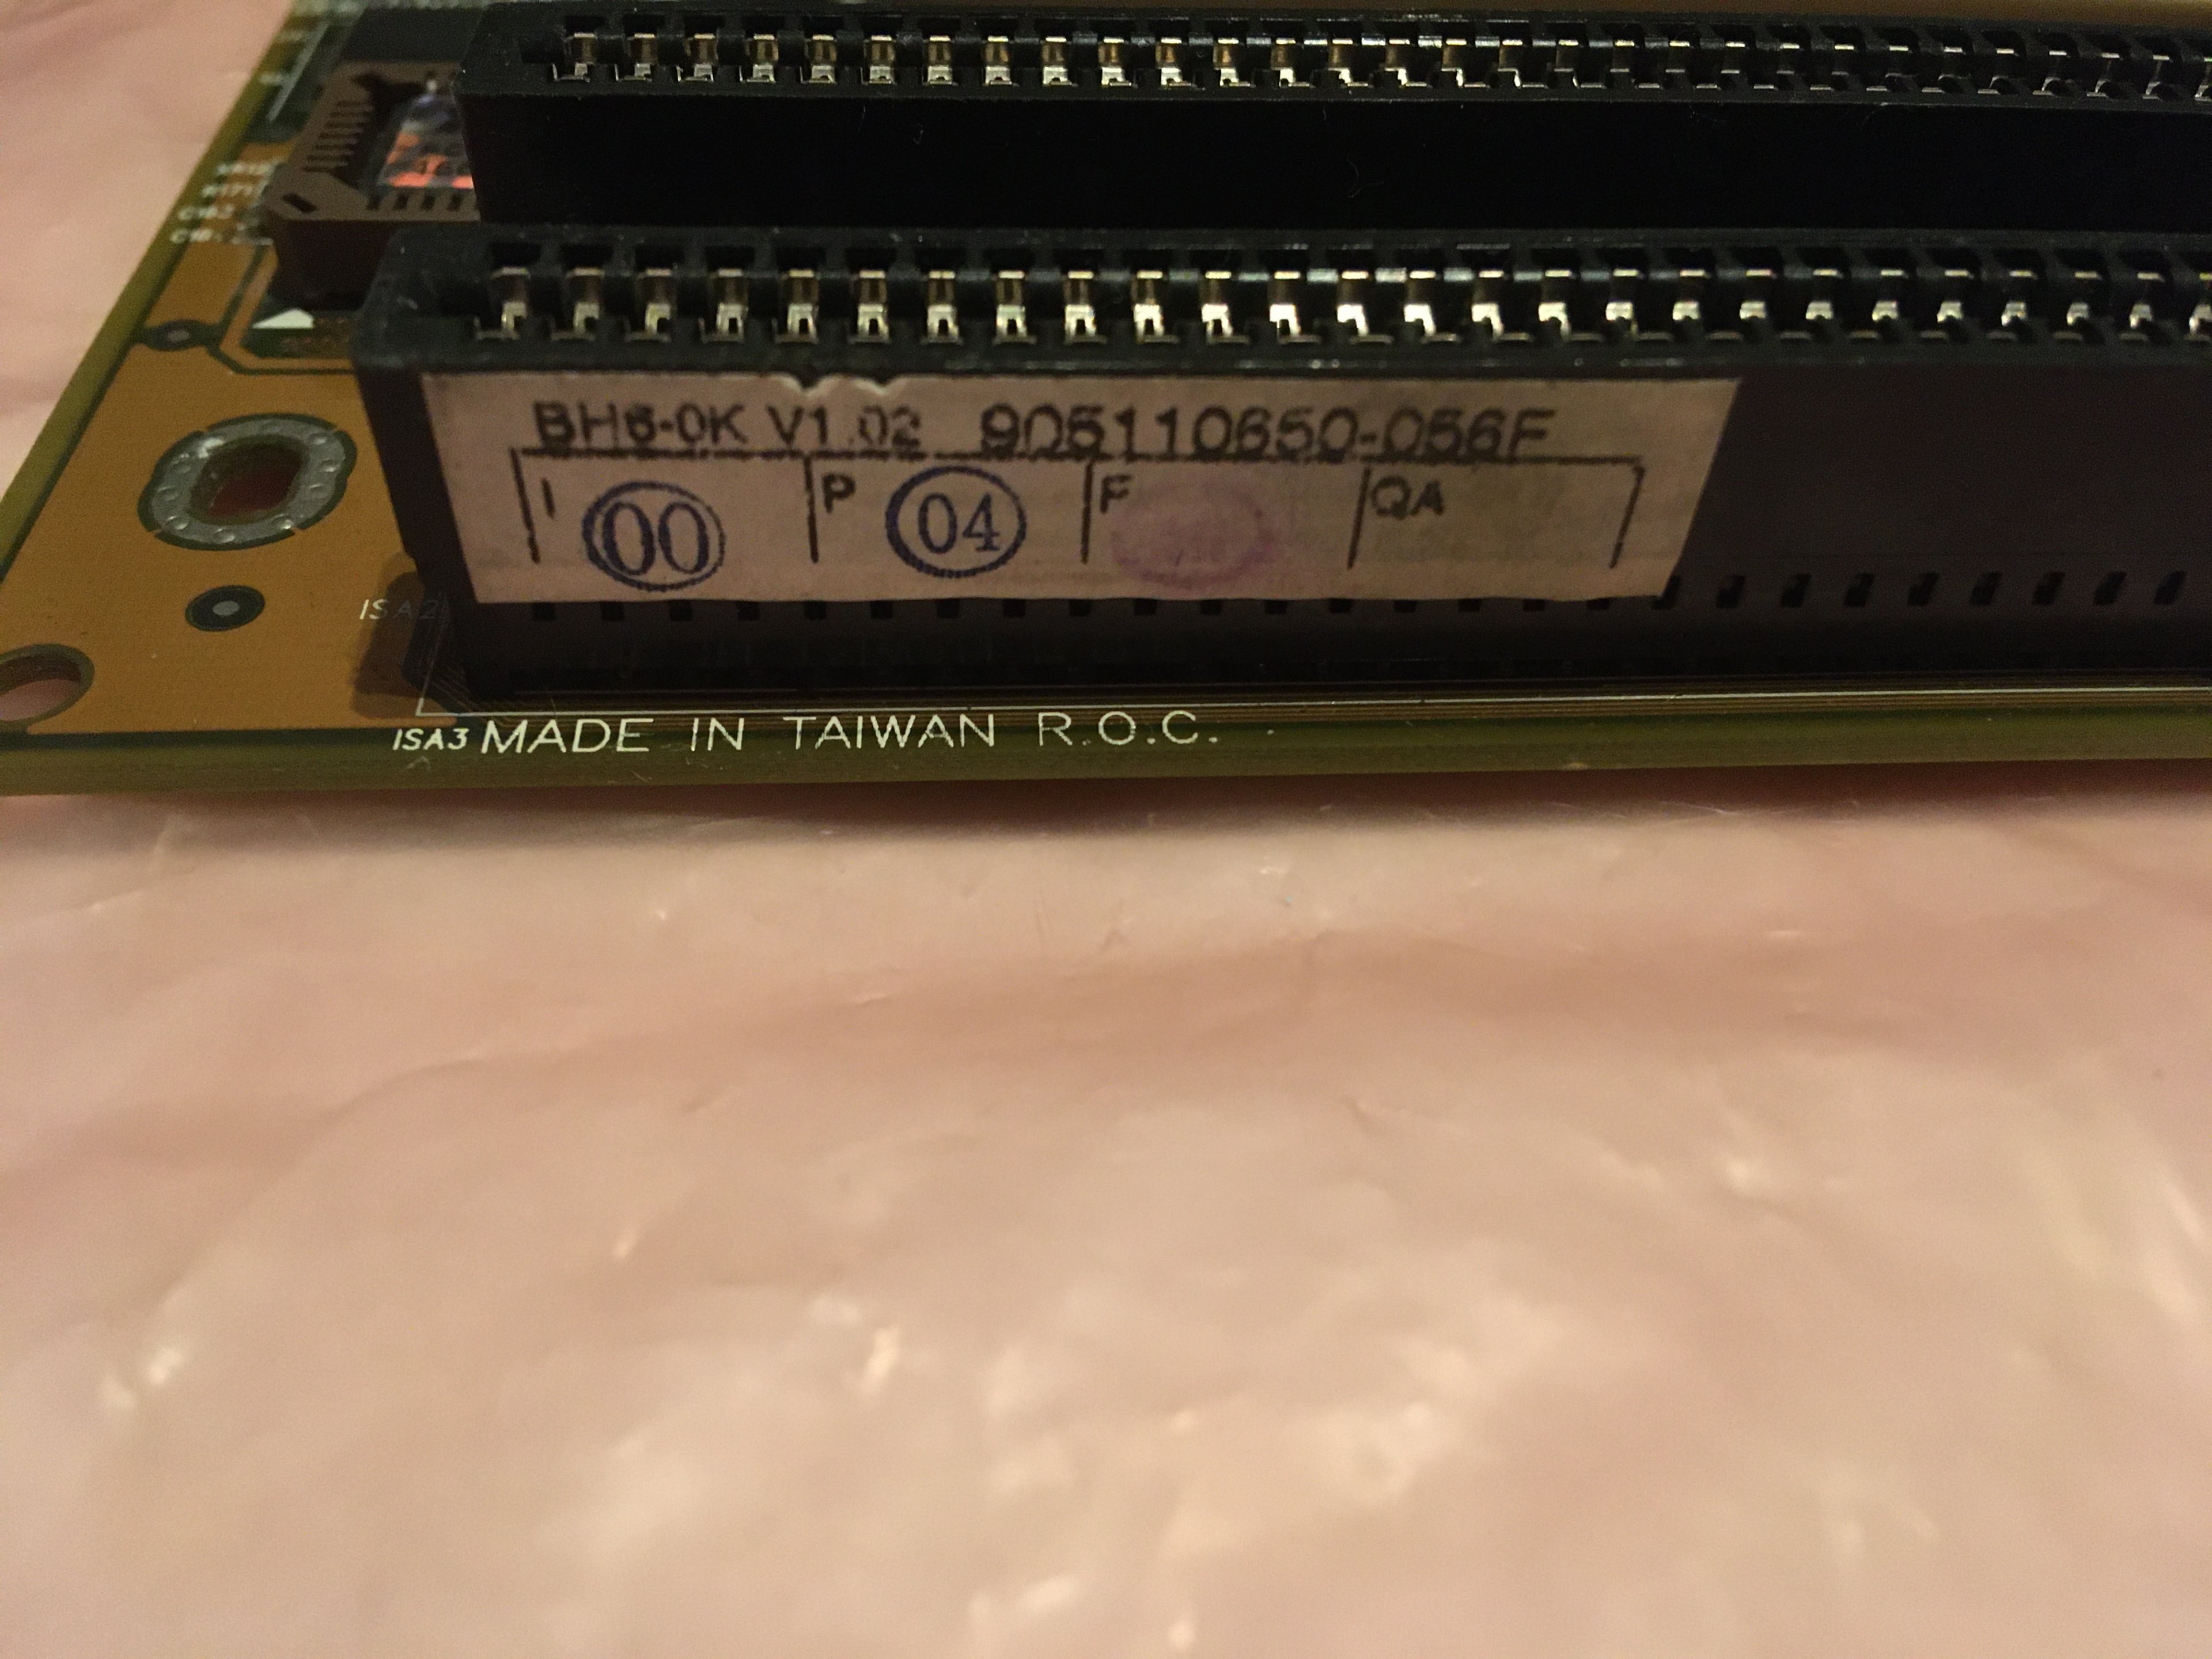 BH6-0K V1.02 905110650-056F
I 00 P 04 F QA
ISA2
ISA3 MADE IN TAIWAN R.O.C.